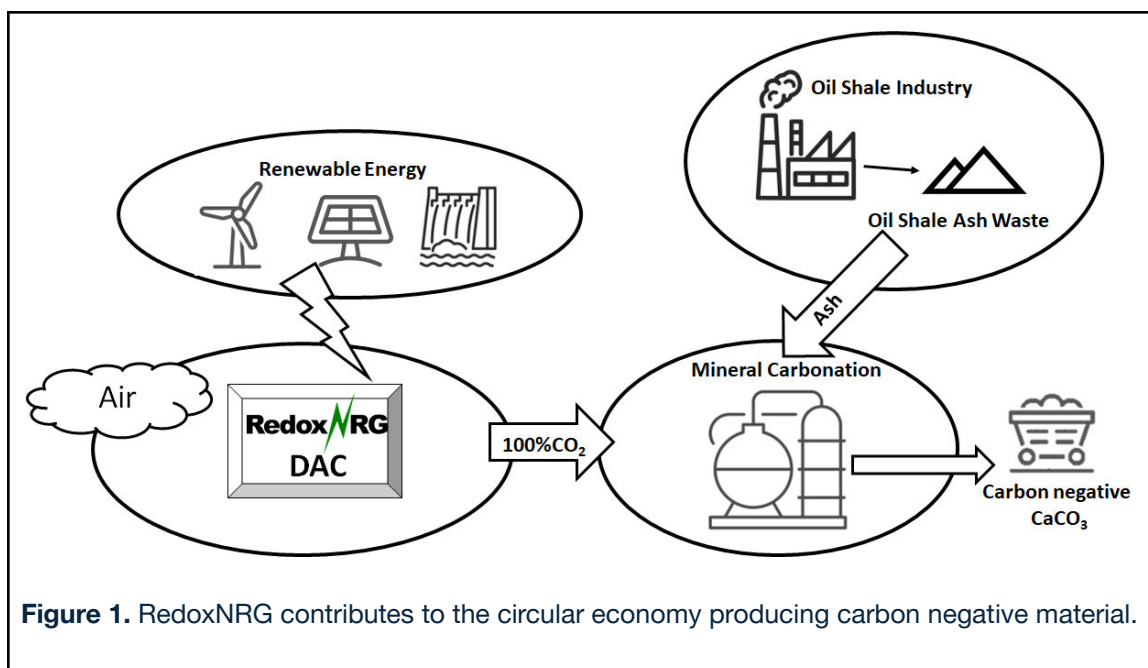 Oil Shale Industry
Renewable Energy
Oil Shale Ash Waste
Ash
Air
RedoxNRG
DAC
100%CO₂
Mineral Carbonation
Carbon negative
CaCO₃
Figure 1. RedoxNRG contributes to the circular economy producing carbon negative material.